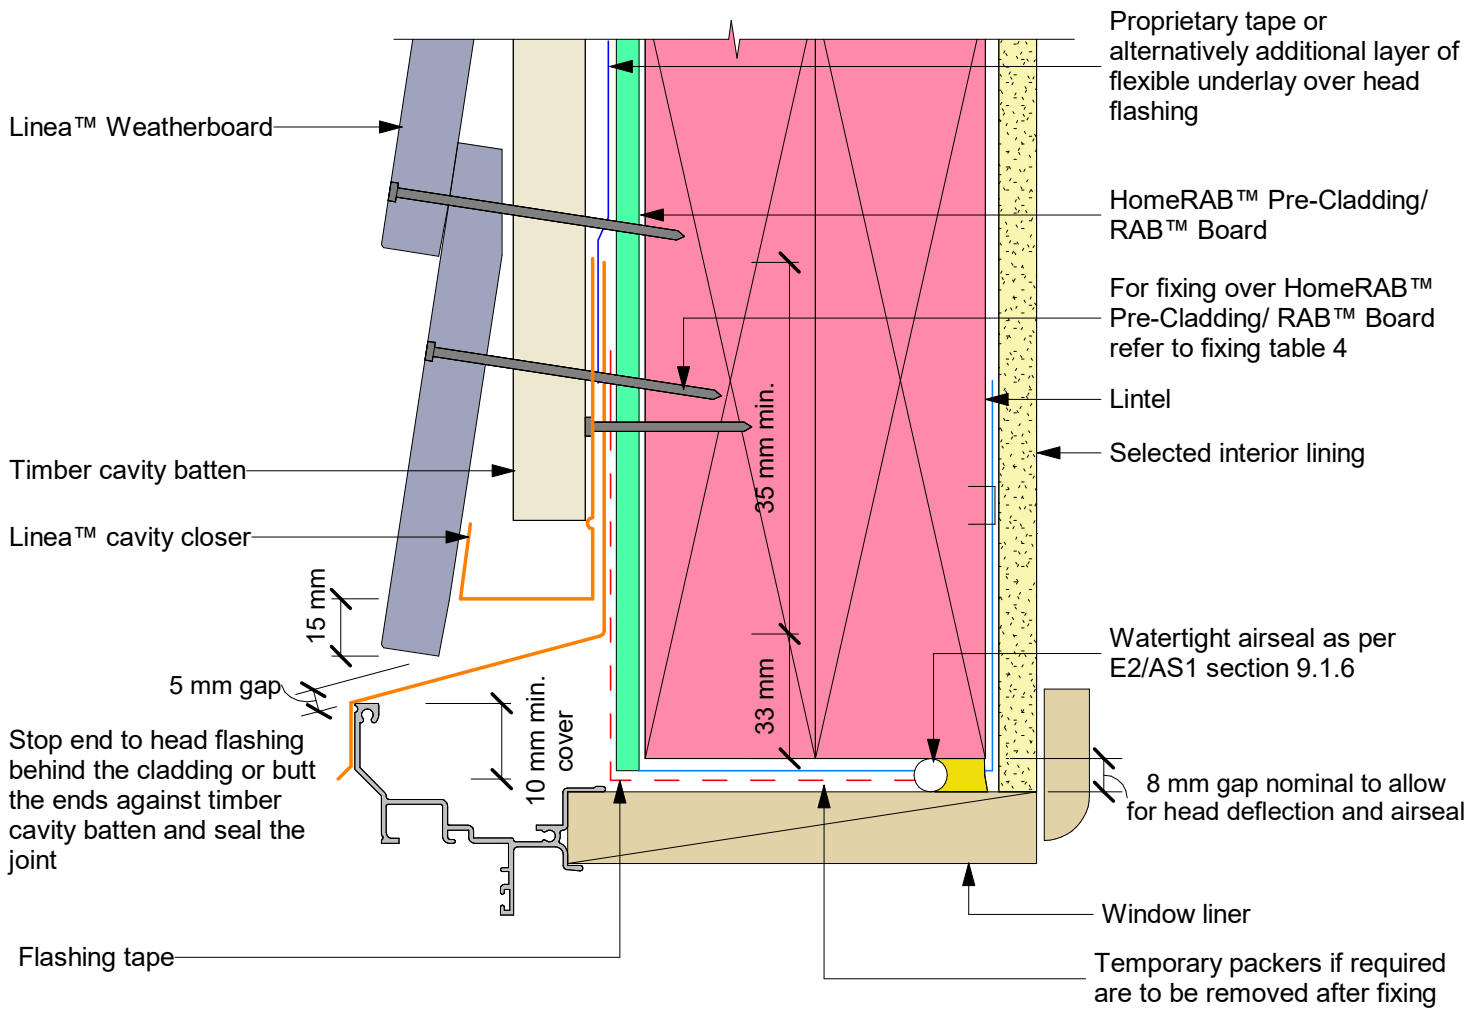 Proprietary tape or
alternatively additional layer of
flexible underlay over head
flashing
Linea™ Weatherboard
HomeRAB™ Pre-Cladding/
RAB™ Board
For fixing over HomeRAB™
Pre-Cladding/ RAB™ Board
refer to fixing table 4
Lintel
Selected interior lining
Timber cavity batten
Linea™ cavity closer
35 mm min.
15 mm
33 mm
Watertight airseal as per
E2/AS1 section 9.1.6
5 mm gap
10 mm min.
cover
Stop end to head flashing
behind the cladding or butt
the ends against timber
cavity batten and seal the
joint
8 mm gap nominal to allow
for head deflection and airseal
Window liner
Flashing tape
Temporary packers if required
are to be removed after fixing